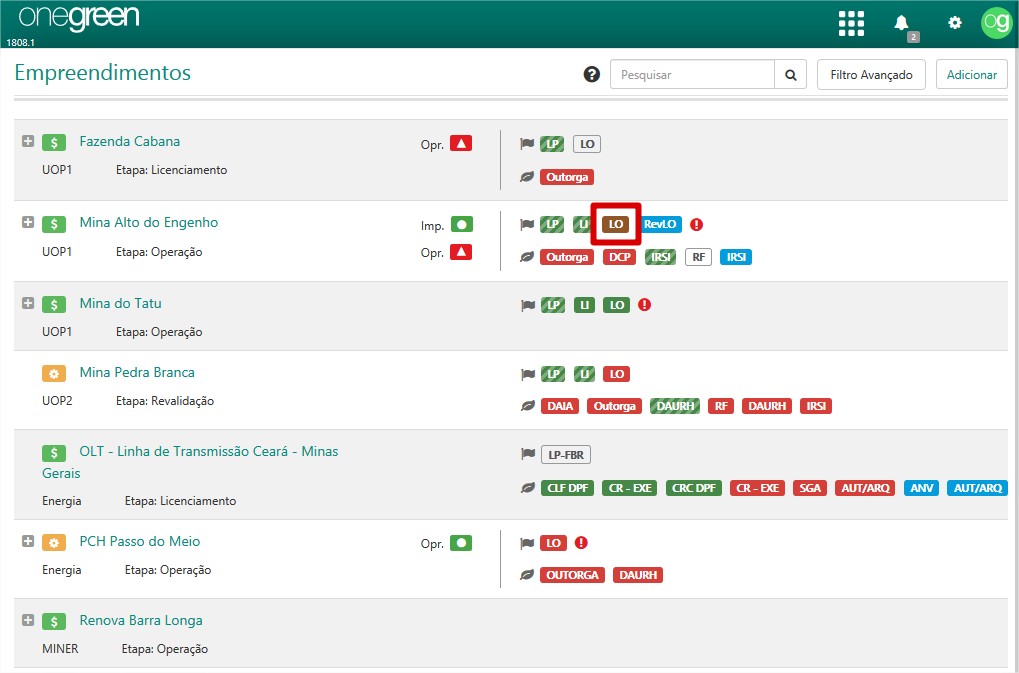 onegreen
1808.1
2
og
Empreendimentos
?
Pesquisar
Filtro Avançado
Adicionar
$ Fazenda Cabana
Opr.
LP LO
UOP1 Etapa: Licenciamento
Outorga
$ Mina Alto do Engenho
Imp.
LP LI LO RevLO !
UOP1 Etapa: Operação
Opr.
Outorga DCP IRSI RF IRSI
$ Mina do Tatu
LP LI LO !
UOP1 Etapa: Operação
Mina Pedra Branca
LP LI LO
UOP2 Etapa: Revalidação
DAIA Outorga DAURH RF DAURH IRSI
$ OLT - Linha de Transmissão Ceará - Minas
Gerais
LP-FBR
Energia Etapa: Licenciamento
CLF DPF CR – EXE CRC DPF CR – EXE SGA AUT/ARQ ANV AUT/ARQ
PCH Passo do Meio
Opr.
LO !
Energia Etapa: Operação
OUTORGA DAURH
$ Renova Barra Longa
MINER Etapa: Operação